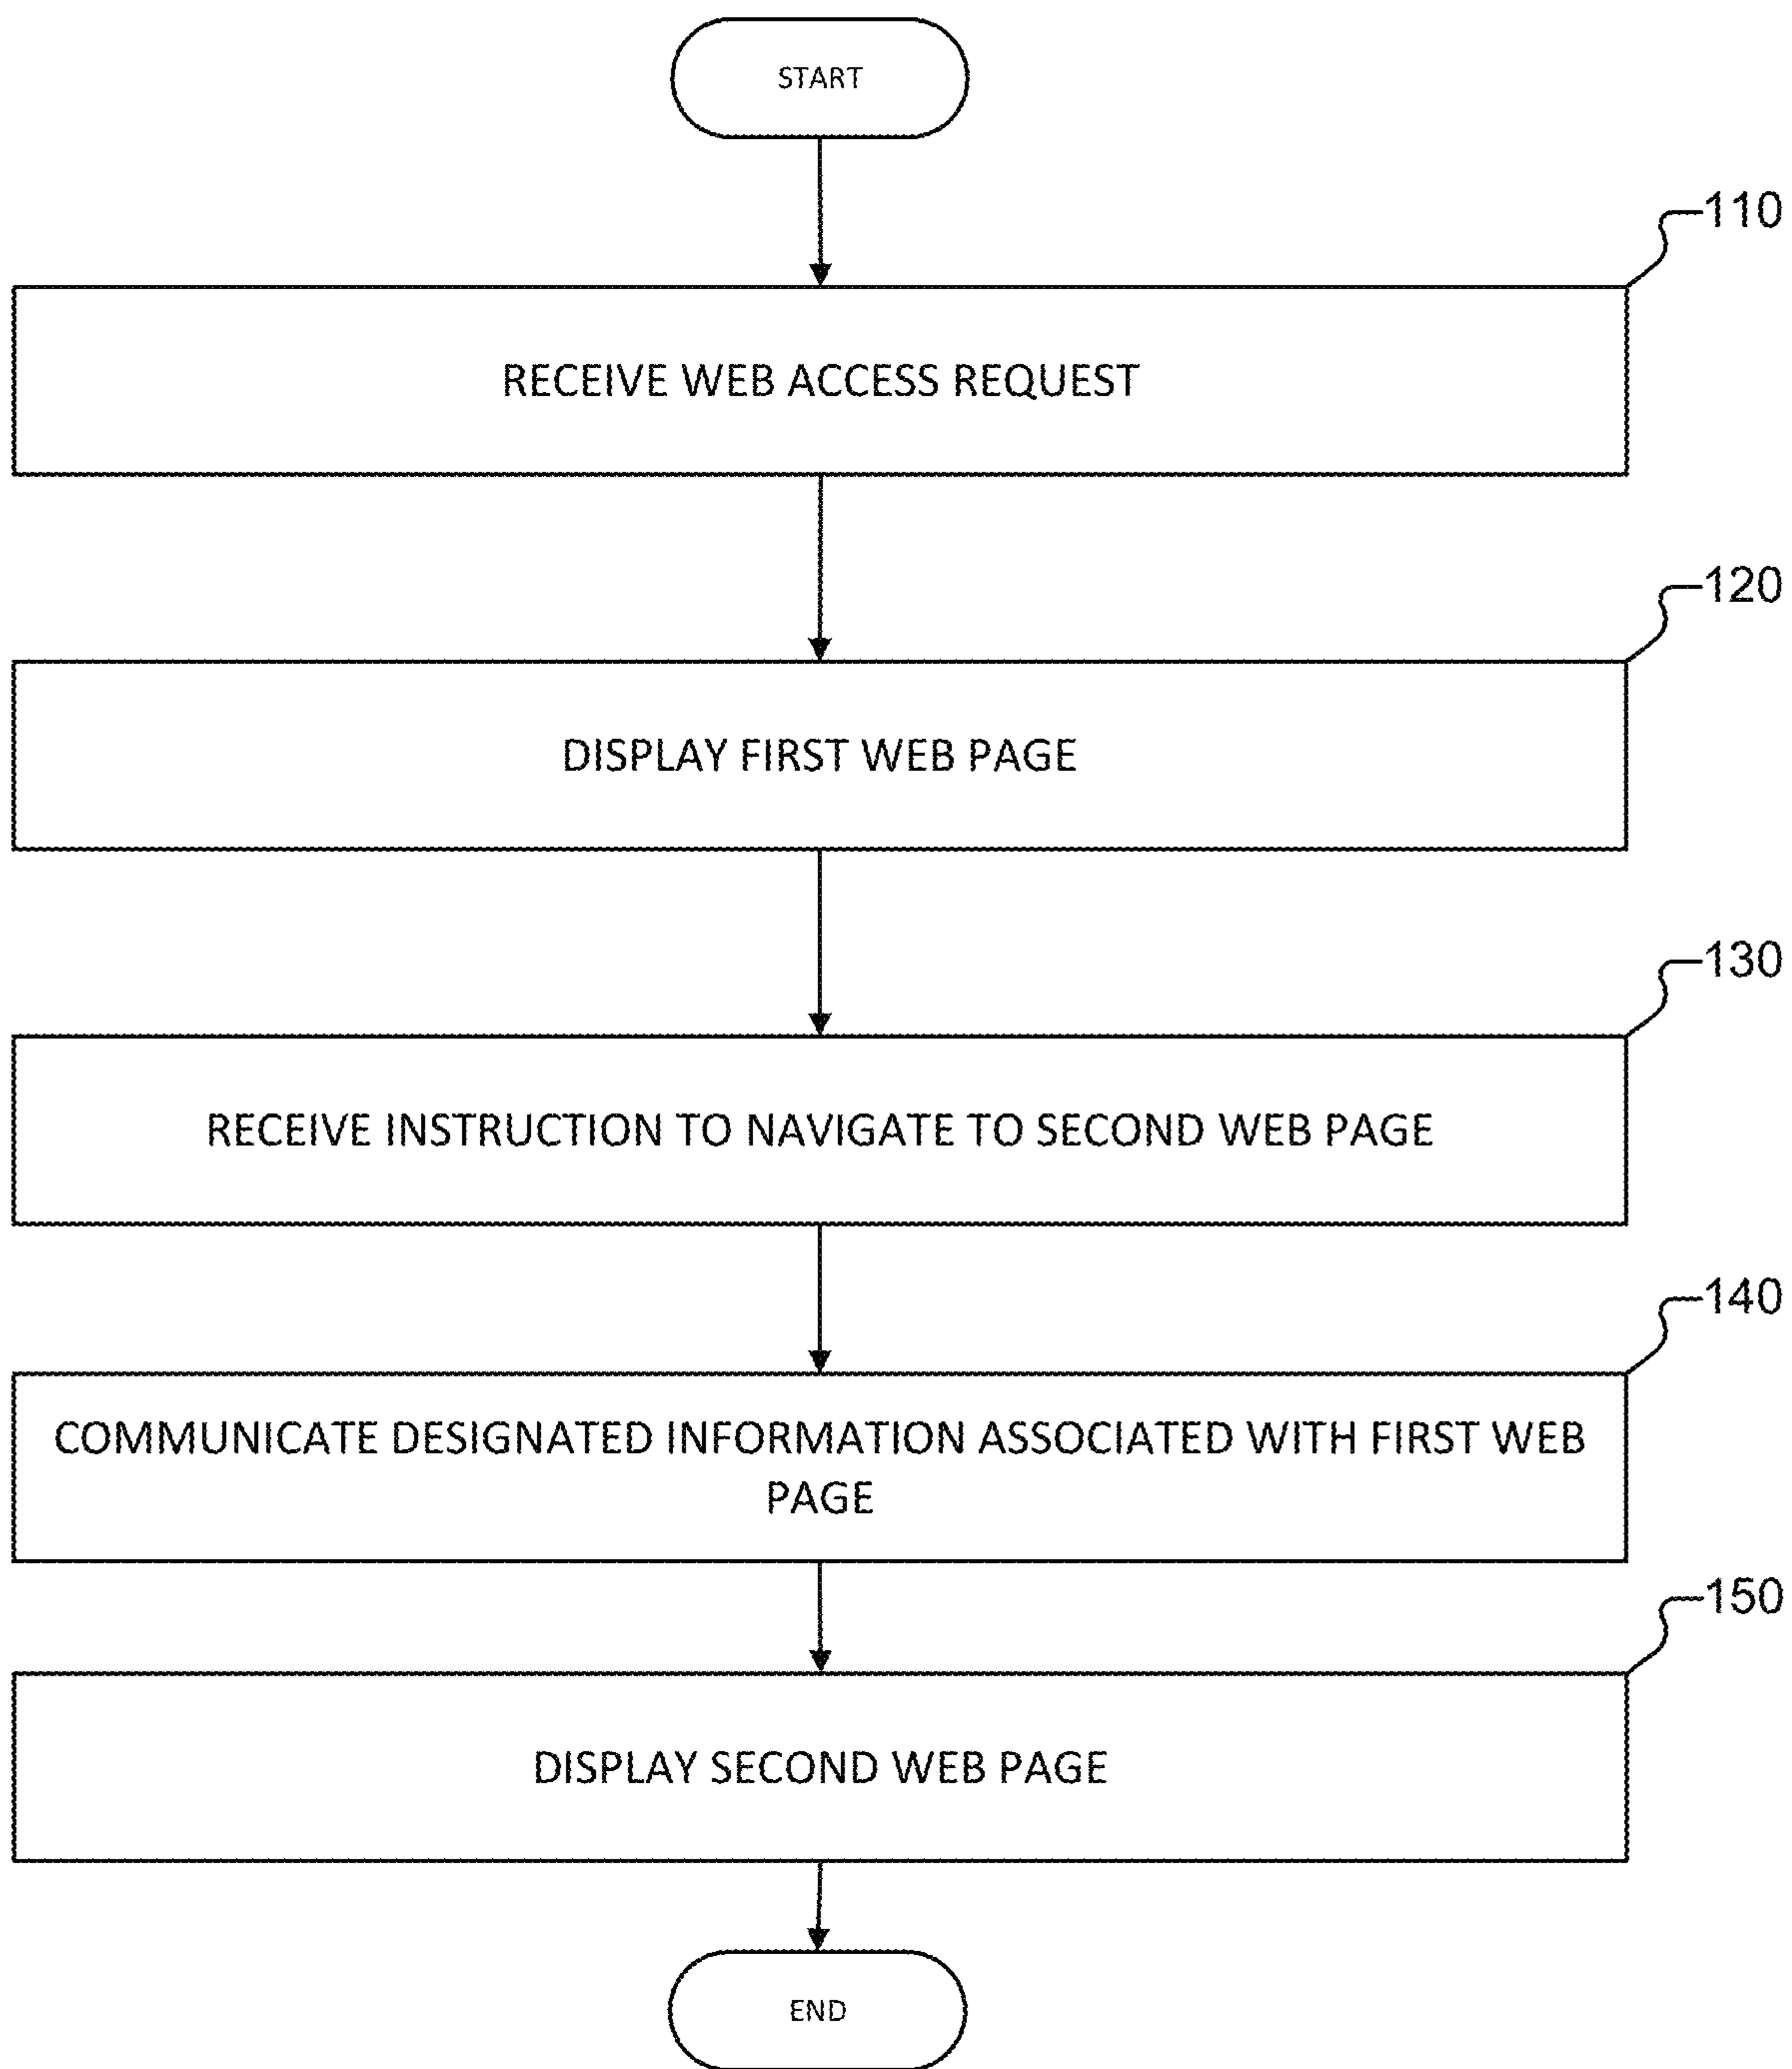 START
110
RECEIVE WEB ACCESS REQUEST
120
DISPLAY FIRST WEB PAGE
130
RECEIVE INSTRUCTION TO NAVIGATE TO SECOND WEB PAGE
140
COMMUNICATE DESIGNATED INFORMATION ASSOCIATED WITH FIRST WEB
PAGE
150
DISPLAY SECOND WEB PAGE
END